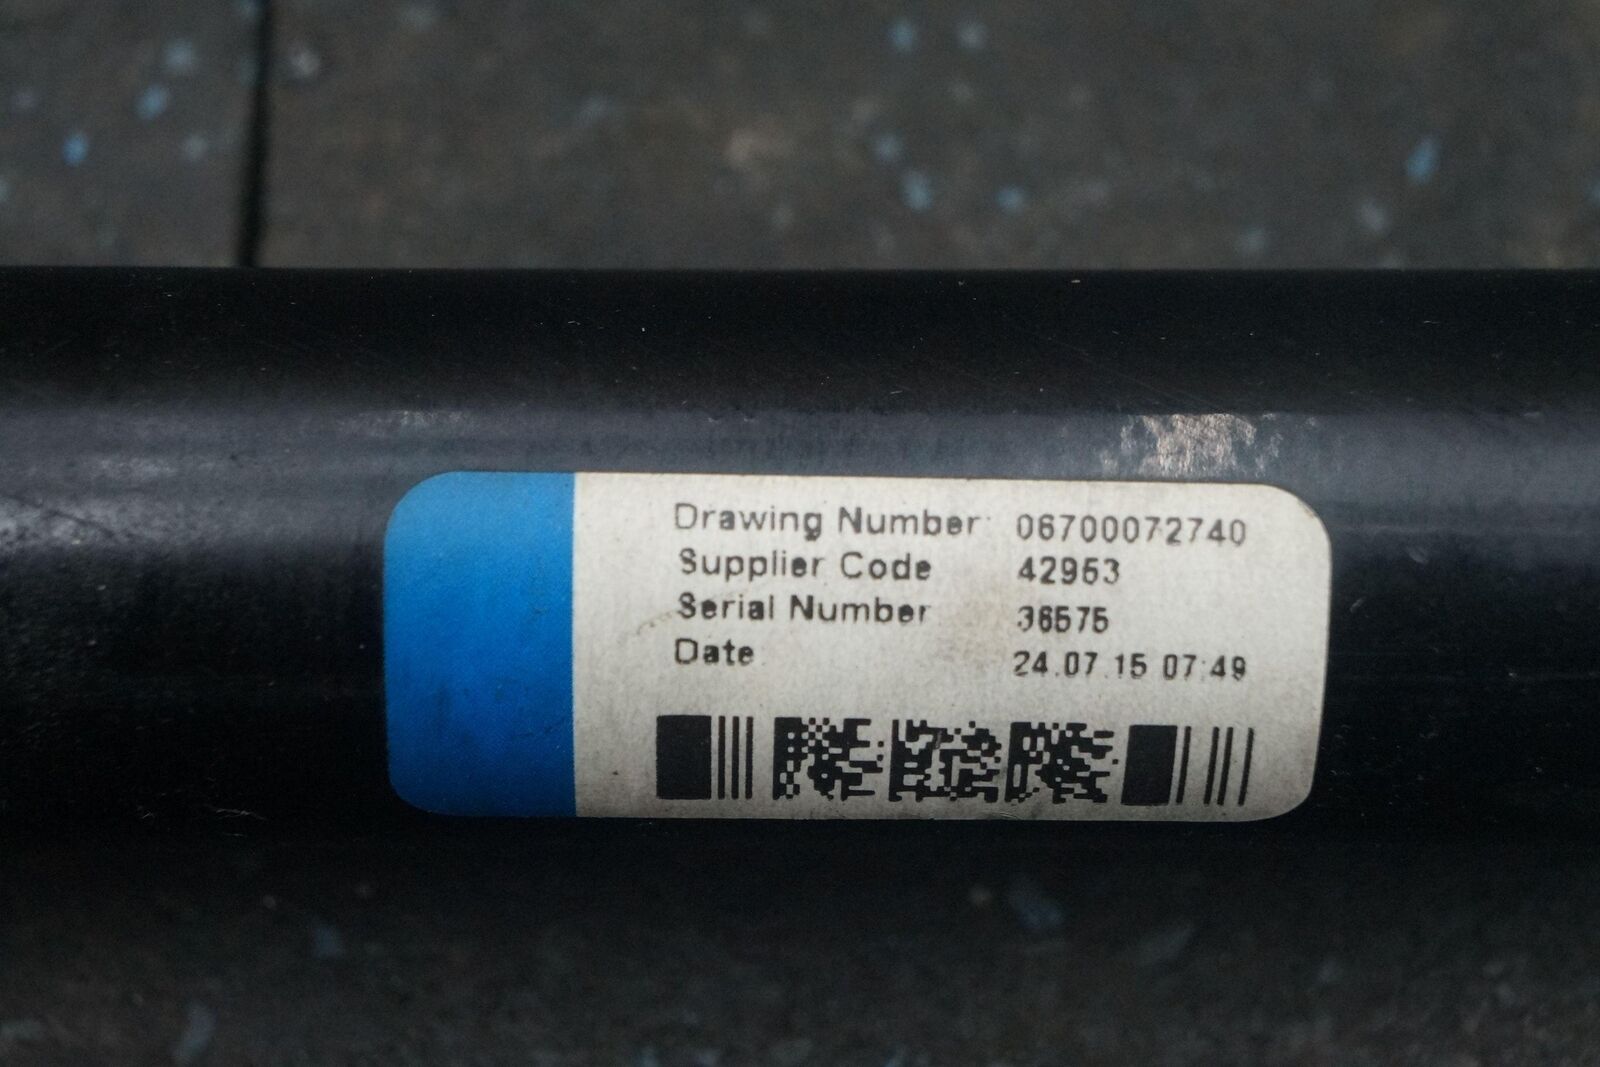 Drawing Number 06700072740
Supplier Code 42953
Serial Number 36575
Date 24.07.15 07:49